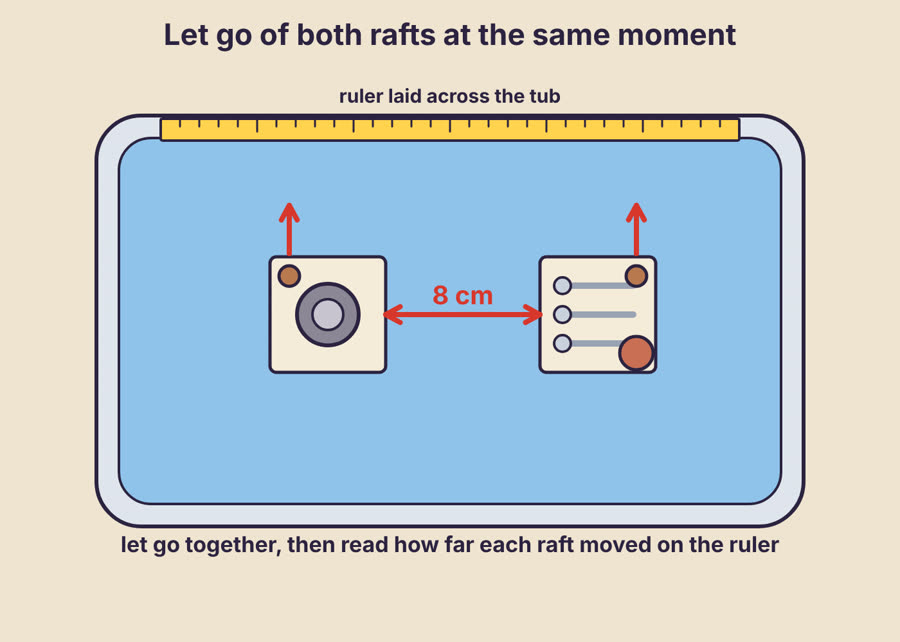 Let go of both rafts at the same moment
ruler laid across the tub
8 cm
let go together, then read how far each raft moved on the ruler